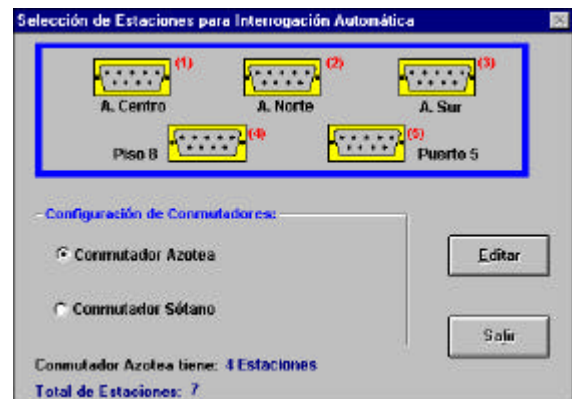 Selección de Estaciones para Interrogación Automática
(1) (2) (3)
A. Centro A. Norte A. Sur
(4) (5)
Piso 8 Puerto 5
Configuración de Conmutadores:
Conmutador Azotea
Editar
Conmutador Sótano
Salir
Conmutador Azotea tiene: 4 Estaciones
Total de Estaciones: 7